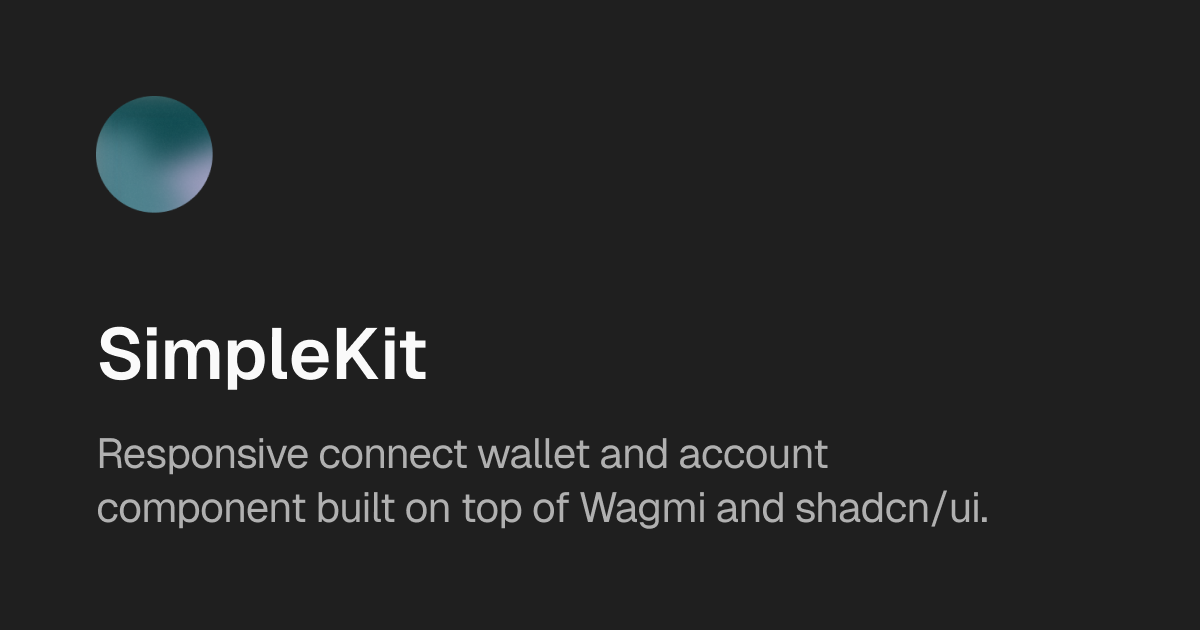 SimpleKit
Responsive connect wallet and account
component built on top of Wagmi and shadcn/ui.